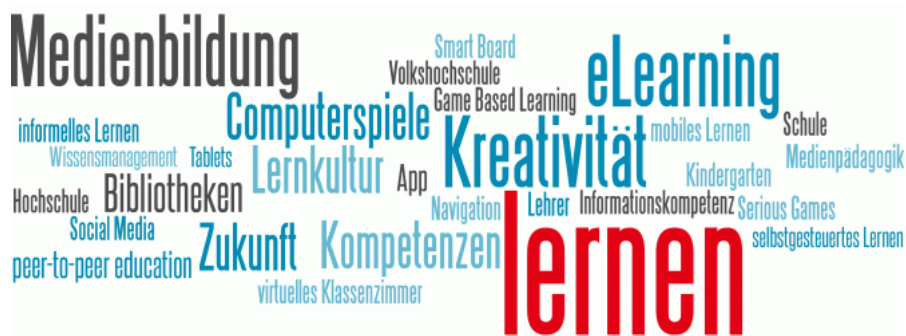 Medienbildung
Smart Board
Volkshochschule
eLearning
Game Based Learning
Computerspiele
informelles Lernen
Kreativität
mobiles Lernen
Schule
Wissensmanagement
Tablets
Lernkultur
App
Medienpädagogik
Kindergarten
Hochschule
Bibliotheken
Navigation
Lehrer
Informationskompetenz
Serious Games
Social Media
Zukunft
Kompetenzen
lernen
selbstgesteuertes Lernen
peer-to-peer education
virtuelles Klassenzimmer